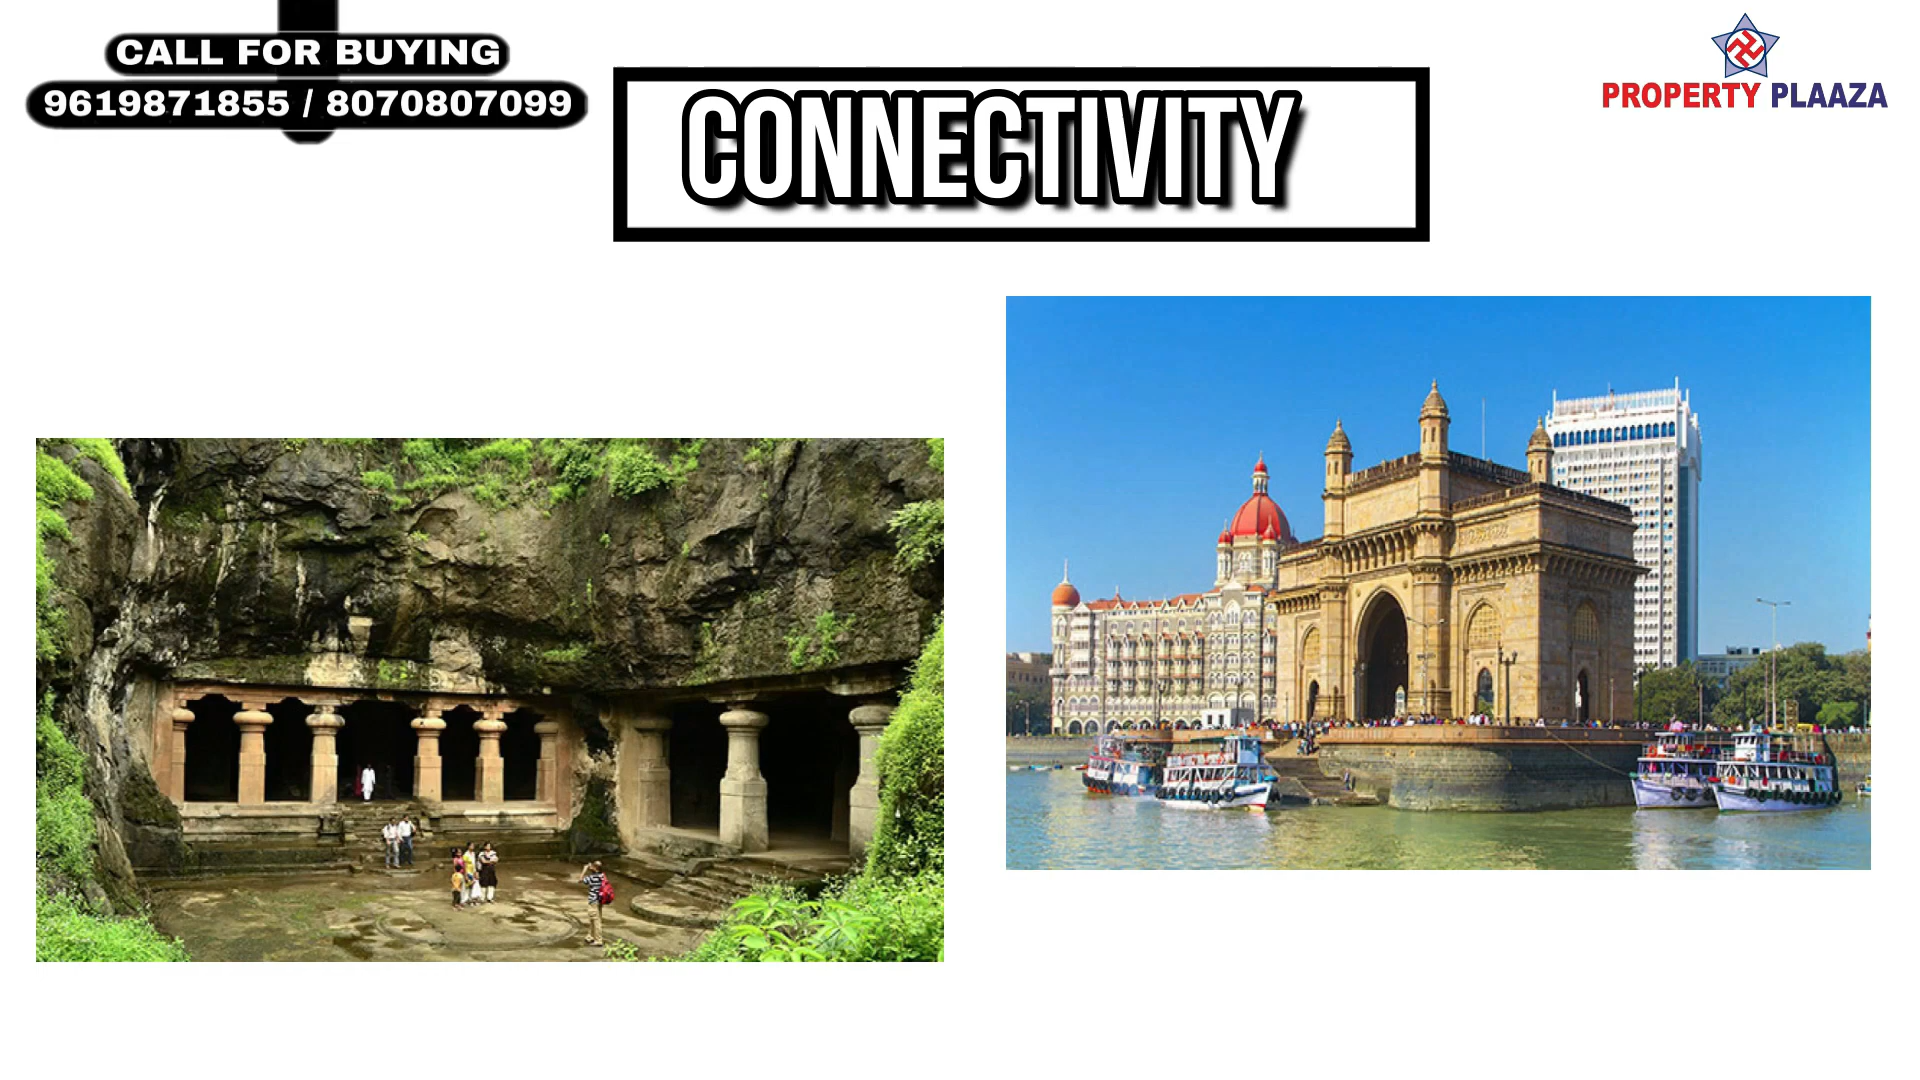 CALL FOR BUYING
9619871855 / 8070807099
CONNECTIVITY
PROPERTY PLAAZA